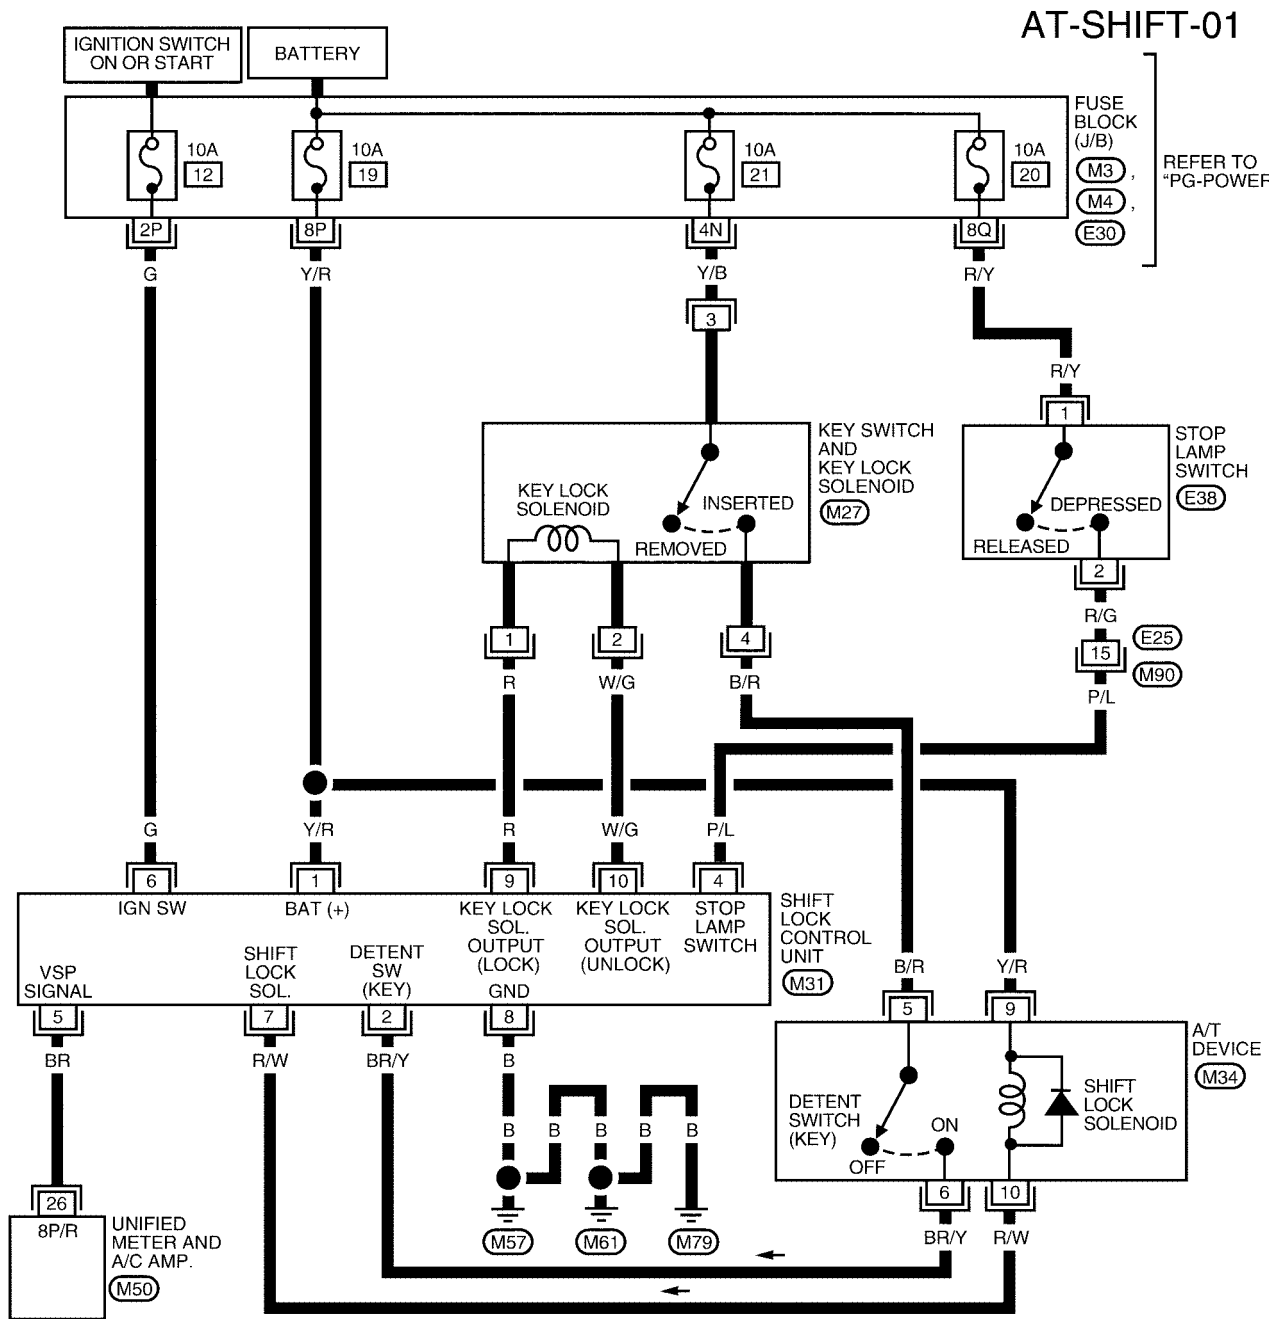 AT-SHIFT-01
IGNITION SWITCH
ON OR START
BATTERY
FUSE
BLOCK
(J/B)
M3 ,
M4 ,
E30
REFER TO
"PG-POWER
10A
12
10A
19
10A
21
10A
20
2P
8P
4N
8Q
G
Y/R
Y/B
R/Y
3
R/Y
1
KEY SWITCH
AND
KEY LOCK
SOLENOID
M27
KEY LOCK
SOLENOID
INSERTED
REMOVED
STOP
LAMP
SWITCH
E38
DEPRESSED
RELEASED
2
R/G
15
E25
M90
P/L
1
2
4
R
W/G
B/R
G
Y/R
R
W/G
P/L
6
1
9
10
4
IGN SW
BAT (+)
KEY LOCK
SOL.
OUTPUT
(LOCK)
KEY LOCK
SOL.
OUTPUT
(UNLOCK)
STOP
LAMP
SWITCH
SHIFT
LOCK
CONTROL
UNIT
M31
VSP
SIGNAL
SHIFT
LOCK
SOL.
DETENT
SW
(KEY)
GND
5
7
2
8
BR
R/W
BR/Y
B
B/R
Y/R
5
9
A/T
DEVICE
M34
DETENT
SWITCH
(KEY)
OFF
ON
SHIFT
LOCK
SOLENOID
6
10
BR/Y
R/W
B
B
B
B
B
M57
M61
M79
26
8P/R
UNIFIED
METER AND
A/C AMP.
M50